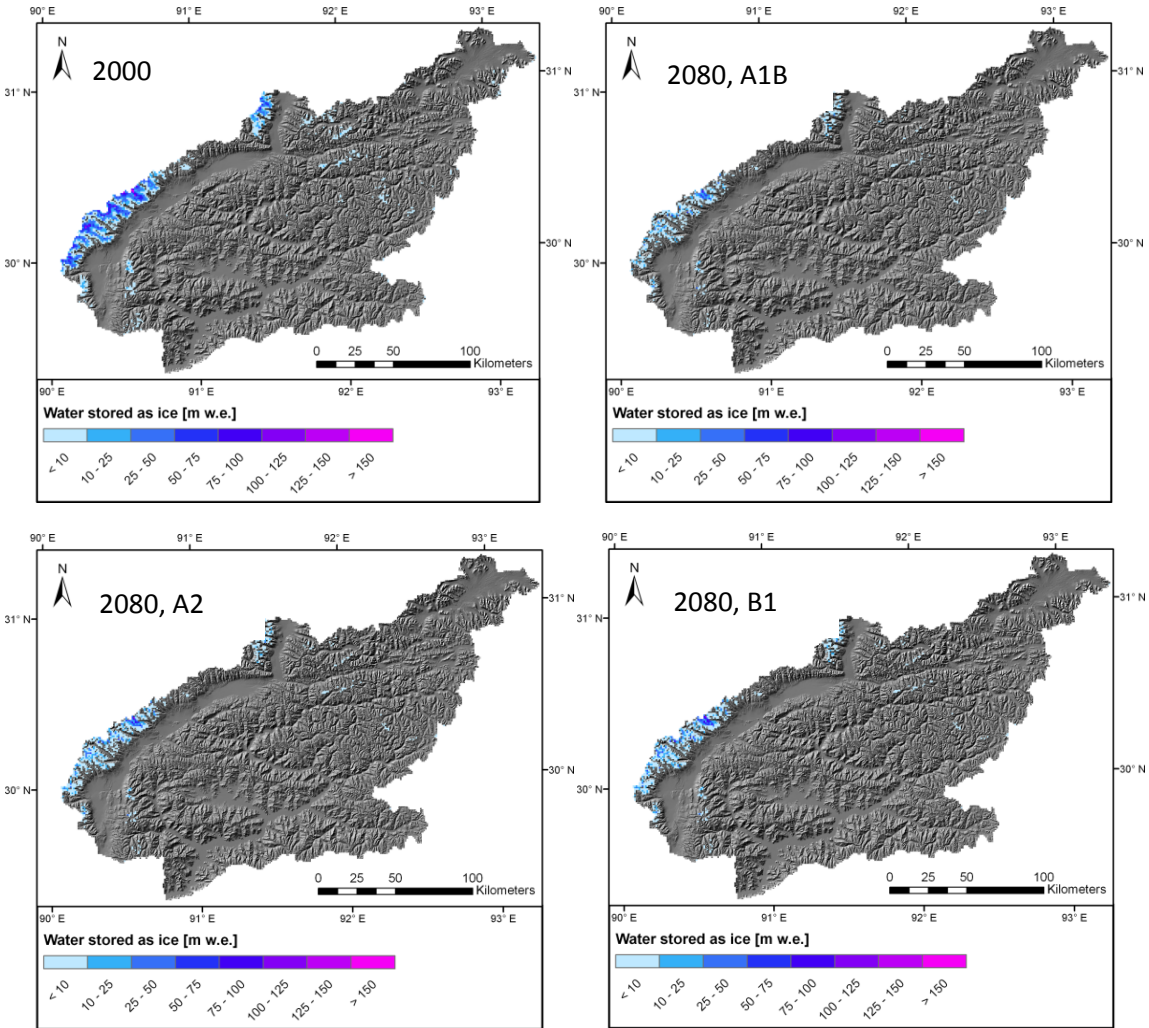 90° E 91° E 92° E 93° E
N
2000
31° N
31° N
30° N
30° N
0 25 50 100
Kilometers
90° E 91° E 92° E 93° E
Water stored as ice [m w.e.]
< 10 10 - 25 25 - 50 50 - 75 75 - 100 100 - 125 125 - 150 > 150
90° E 91° E 92° E 93° E
N
2080, A1B
31° N
31° N
30° N
30° N
0 25 50 100
Kilometers
90° E 91° E 92° E 93° E
Water stored as ice [m w.e.]
< 10 10 - 25 25 - 50 50 - 75 75 - 100 100 - 125 125 - 150 > 150
90° E 91° E 92° E 93° E
N
2080, A2
31° N
31° N
30° N
30° N
0 25 50 100
Kilometers
90° E 91° E 92° E 93° E
Water stored as ice [m w.e.]
< 10 10 - 25 25 - 50 50 - 75 75 - 100 100 - 125 125 - 150 > 150
90° E 91° E 92° E 93° E
N
2080, B1
31° N
31° N
30° N
30° N
0 25 50 100
Kilometers
90° E 91° E 92° E 93° E
Water stored as ice [m w.e.]
< 10 10 - 25 25 - 50 50 - 75 75 - 100 100 - 125 125 - 150 > 150